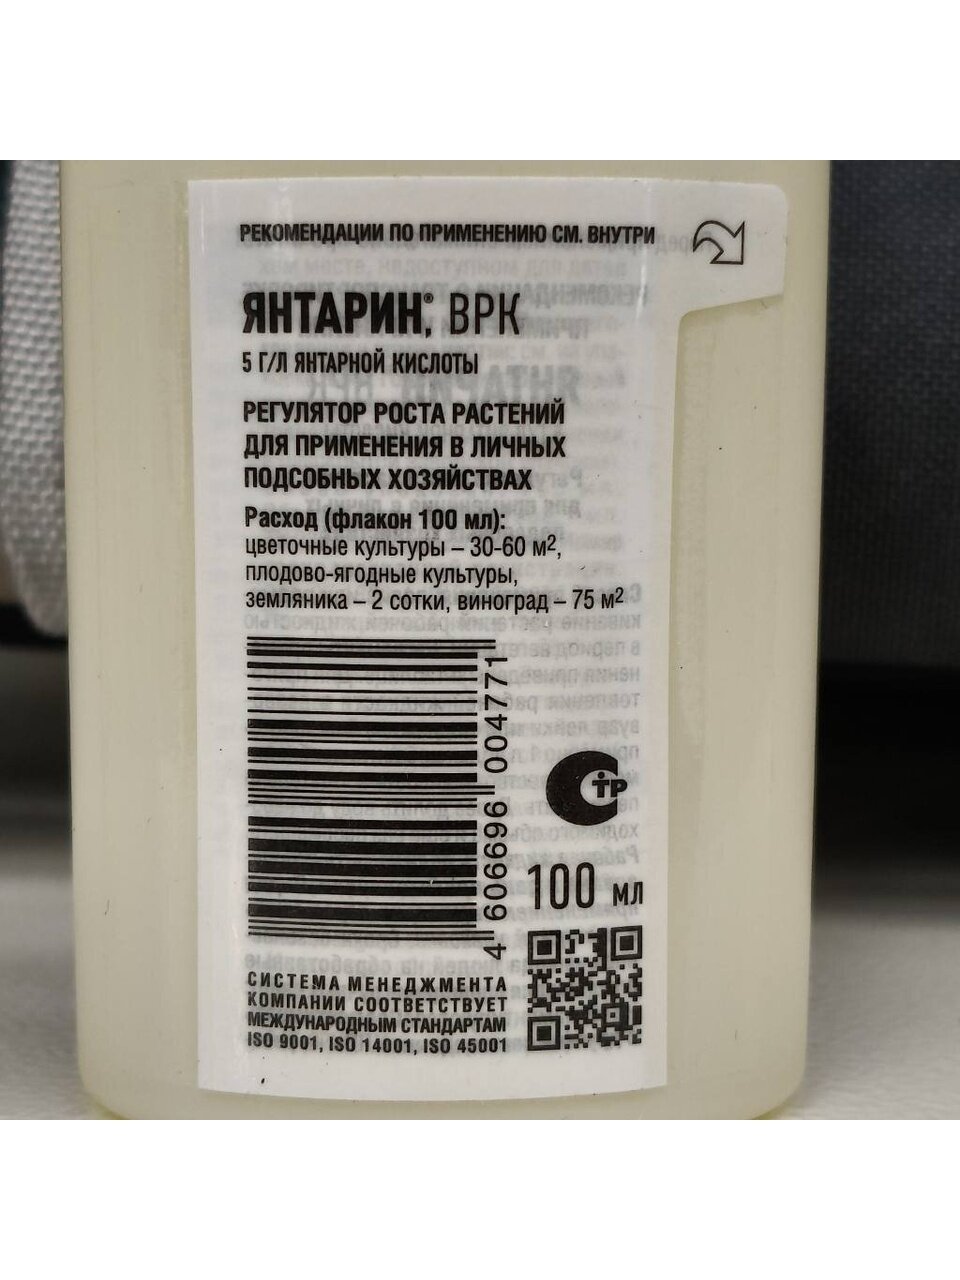 РЕКОМЕНДАЦИИ ПО ПРИМЕНЕНИЮ СМ. ВНУТРИ
ЯНТАРИН®, ВРК
5 Г/Л ЯНТАРНОЙ КИСЛОТЫ
РЕГУЛЯТОР РОСТА РАСТЕНИЙ
ДЛЯ ПРИМЕНЕНИЯ В ЛИЧНЫХ
ПОДСОБНЫХ ХОЗЯЙСТВАХ
Расход (флакон 100 мл):
цветочные культуры – 30-60 м²,
плодово-ягодные культуры,
земляника – 2 сотки, виноград – 75 м²
4 606696 004771
СТР
100 мл
СИСТЕМА МЕНЕДЖМЕНТА
КОМПАНИИ СООТВЕТСТВУЕТ
МЕЖДУНАРОДНЫМ СТАНДАРТАМ
ISO 9001, ISO 14001, ISO 45001